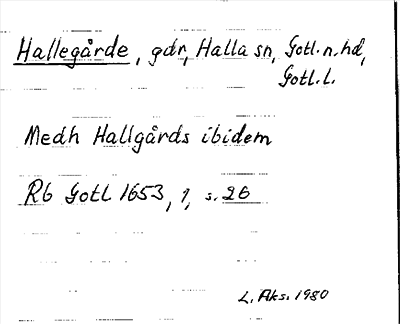 Hallegårde, gdr, Halla sn, Gotl. n. hd,
Gotl. l.
Medh Hallgårds ibidem
Rb Gotl 1653, 1, s. 26
L. Aks. 1980